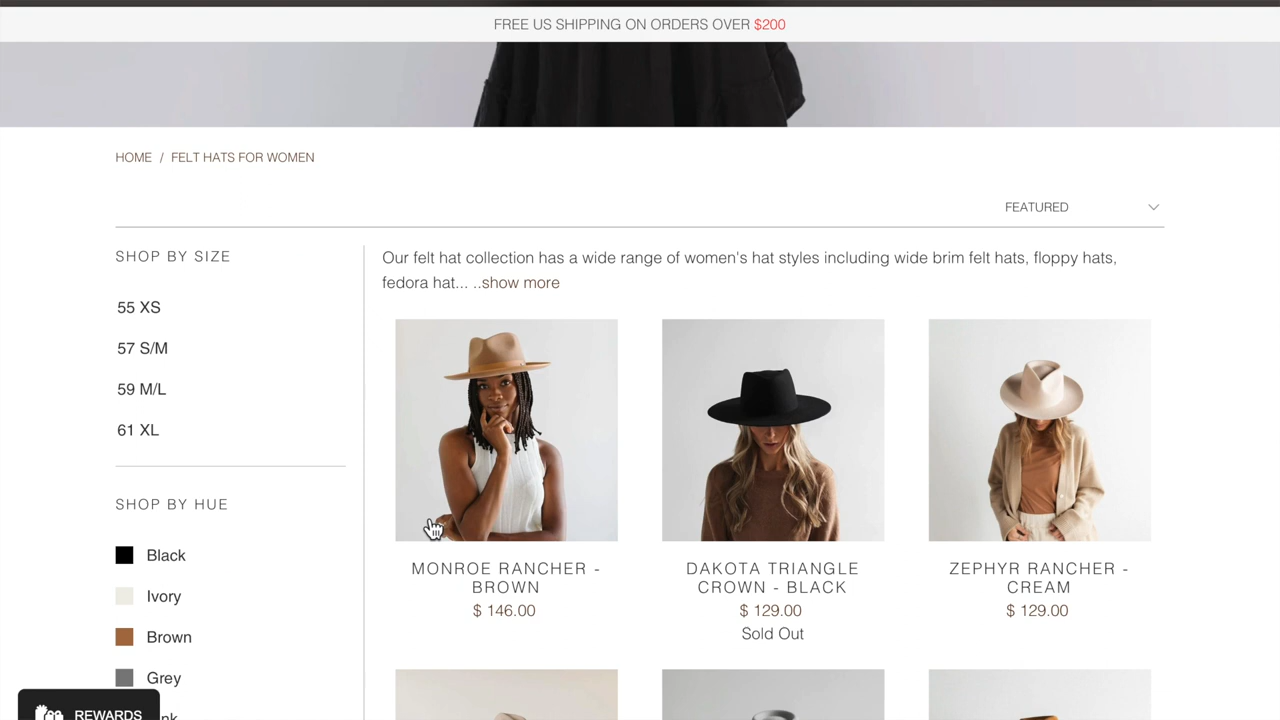 FREE US SHIPPING ON ORDERS OVER $200
HOME / FELT HATS FOR WOMEN
FEATURED
SHOP BY SIZE
55 XS
57 S/M
59 M/L
61 XL
SHOP BY HUE
Black
Ivory
Brown
Grey
nk
REWARDS
Our felt hat collection has a wide range of women's hat styles including wide brim felt hats, floppy hats,
fedora hat... ..show more
MONROE RANCHER -
BROWN
$ 146.00
DAKOTA TRIANGLE
CROWN - BLACK
$ 129.00
Sold Out
ZEPHYR RANCHER -
CREAM
$ 129.00